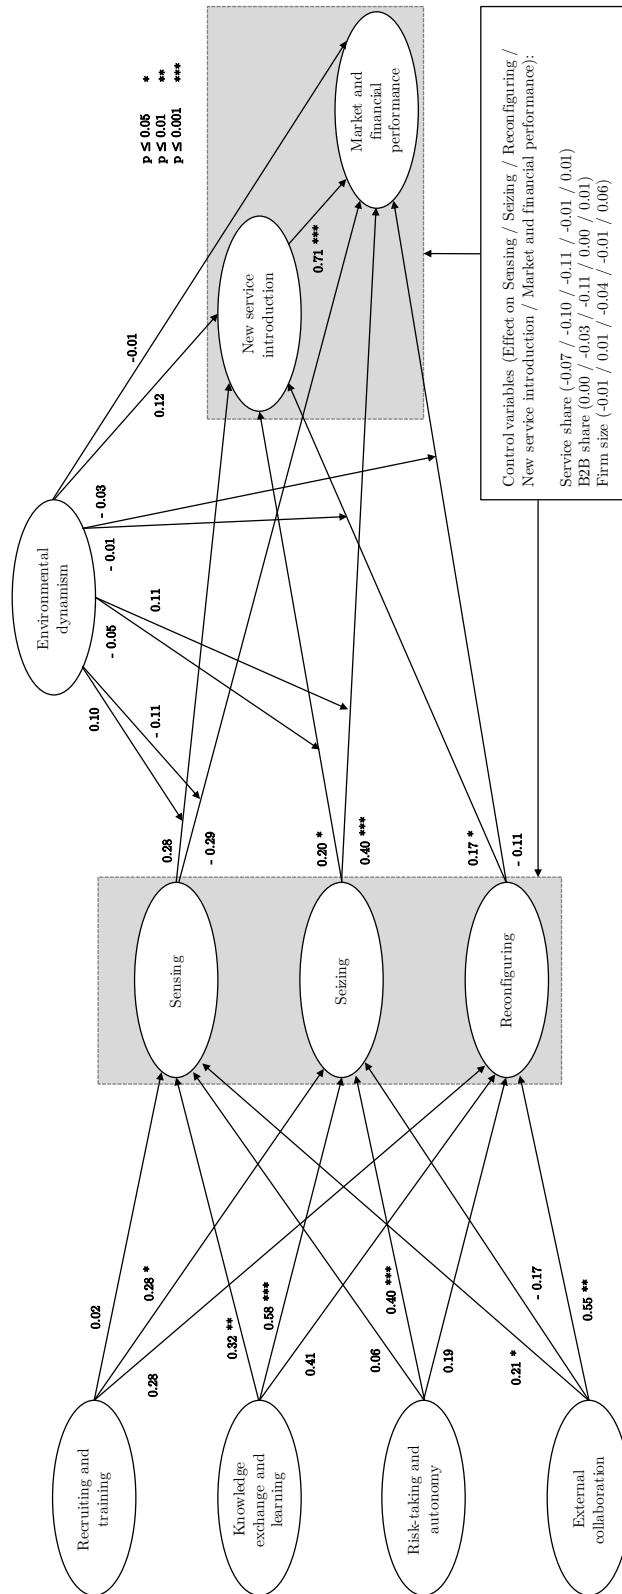 Recruiting and
training
Knowledge
exchange and
learning
Risk-taking and
autonomy
External
collaboration
0.02
0.28 *
0.28
0.32 **
0.58 ***
0.41
0.06
0.40 ***
0.19
0.21 *
- 0.17
0.55 **
Sensing
Seizing
Reconfiguring
0.28
- 0.29
0.20 *
0.40 ***
0.17 *
- 0.11
Environmental
dynamism
0.10
- 0.11
- 0.05
0.11
- 0.01
- 0.03
0.12
-0.01
New service
introduction
0.71 ***
Market and
financial
performance
p ≤ 0.05 *
p ≤ 0.01 **
p ≤ 0.001 ***
Control variables (Effect on Sensing / Seizing / Reconfiguring /
New service introduction / Market and financial performance):
Service share (-0.07 / -0.10 / -0.11 / -0.01 / 0.01)
B2B share (0.00 / -0.03 / -0.11 / 0.00 / 0.01)
Firm size (-0.01 / 0.01 / -0.04 / -0.01 / 0.06)